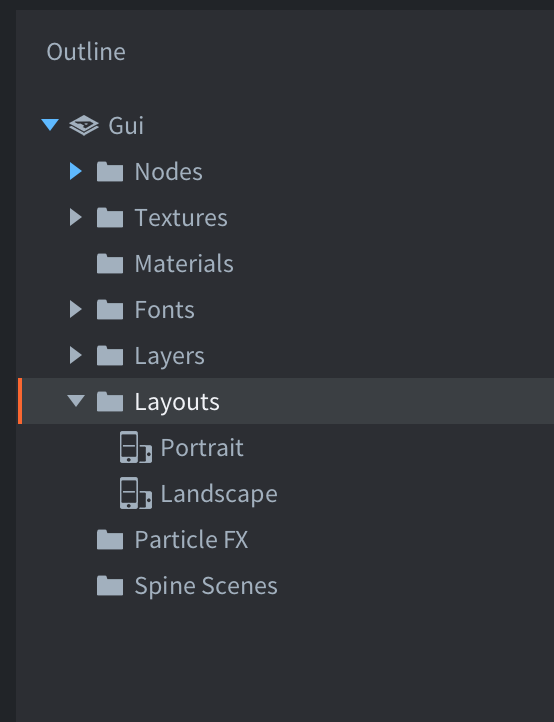 Outline
Gui
Nodes
Textures
Materials
Fonts
Layers
Layouts
Portrait
Landscape
Particle FX
Spine Scenes